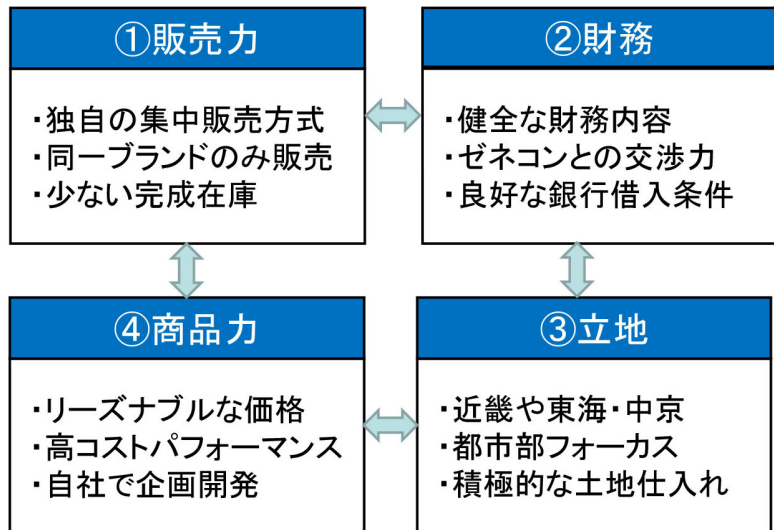 ①販売力
・独自の集中販売方式
・同一ブランドのみ販売
・少ない完成在庫
②財務
・健全な財務内容
・ゼネコンとの交渉力
・良好な銀行借入条件
④商品力
・リーズナブルな価格
・高コストパフォーマンス
・自社で企画開発
③立地
・近畿や東海・中京
・都市部フォーカス
・積極的な土地仕入れ